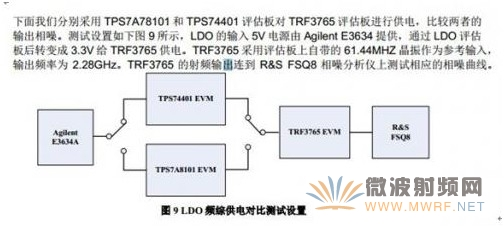 下面我们分别采用 TPS7A78101 和 TPS74401 评估板对 TRF3765 评估板进行供电，比较两者的
输出相噪。测试设置如下图 9 所示，LDO 的输入 5V 电源由 Agilent E3634 提供，通过 LDO 评估
板后转变成 3.3V 给 TRF3765 供电。TRF3765 采用评估板上自带的 61.44MHZ 晶振作为参考输入，
输出频率为 2.28GHz。TRF3765 的射频输出连到 R&S FSQ8 相噪分析仪上测试相应的相噪曲线。
TPS74401 EVM
Agilent
E3634A
TRF3765 EVM
R&S
FSQ8
TPS7A8101 EVM
微波射频网
WWW.MWRF.NET
图 9 LDO 频综供电对比测试设置